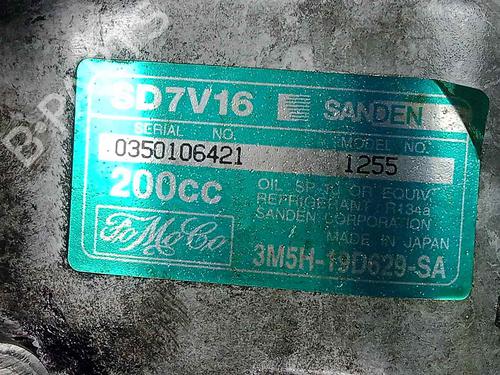 SD7V16 SANDEN
SERIAL NO. MODEL NO.
0350106421 1255
200cc
OIL SP-10 OR EQUIV.
REFRIGERANT R134a
SANDEN CORPORATION
MADE IN JAPAN
FoMoCo
3M5H-19D629-SA